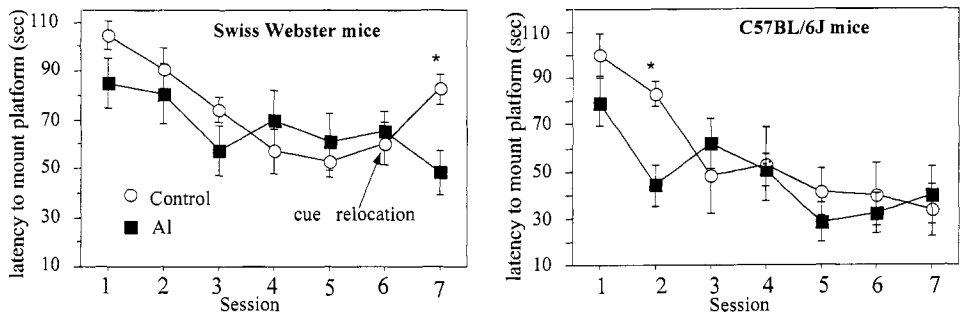 Swiss Webster mice
latency to mount platform (sec)
110
90
70
50
30
10
*
Control
Al
cue relocation
1 2 3 4 5 6 7
Session
C57BL/6J mice
latency to mount platform (sec)
110
90
70
50
30
10
*
1 2 3 4 5 6 7
Session